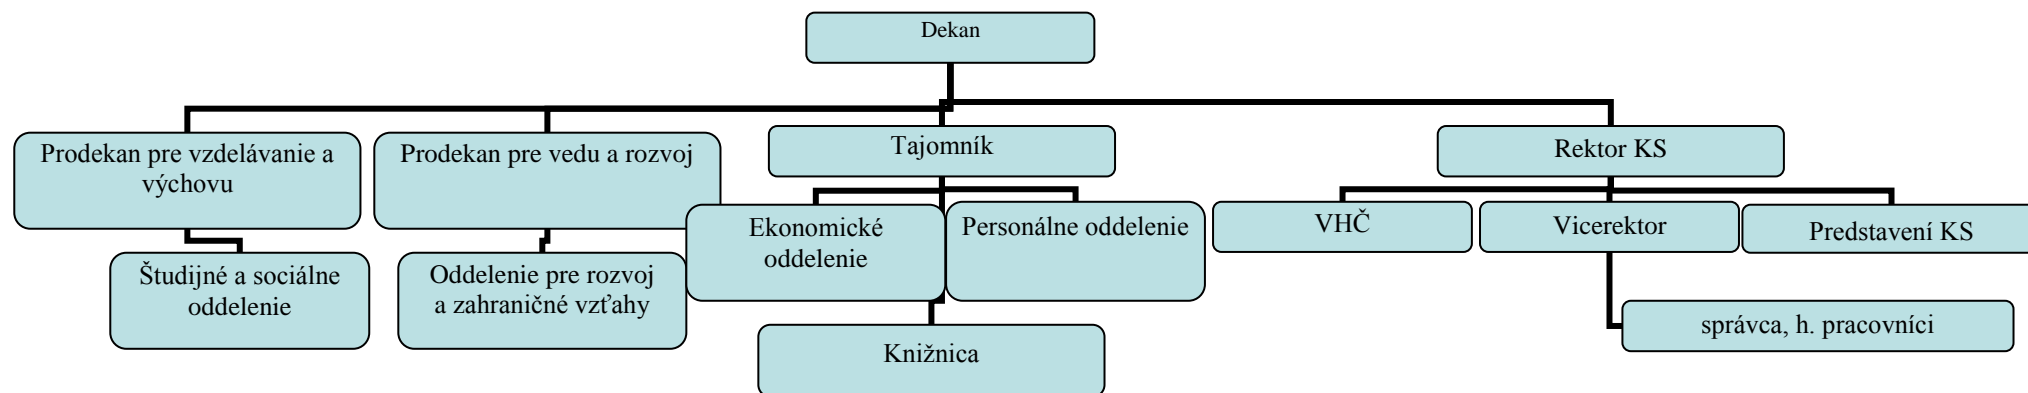 Dekan
Prodekan pre vzdelávanie a
výchovu
Prodekan pre vedu a rozvoj
Tajomník
Rektor KS
Ekonomické
oddelenie
Personálne oddelenie
VHČ
Vicerektor
Predstavení KS
Študijné a sociálne
oddelenie
Oddelenie pre rozvoj
a zahraničné vzťahy
Knižnica
správca, h. pracovníci